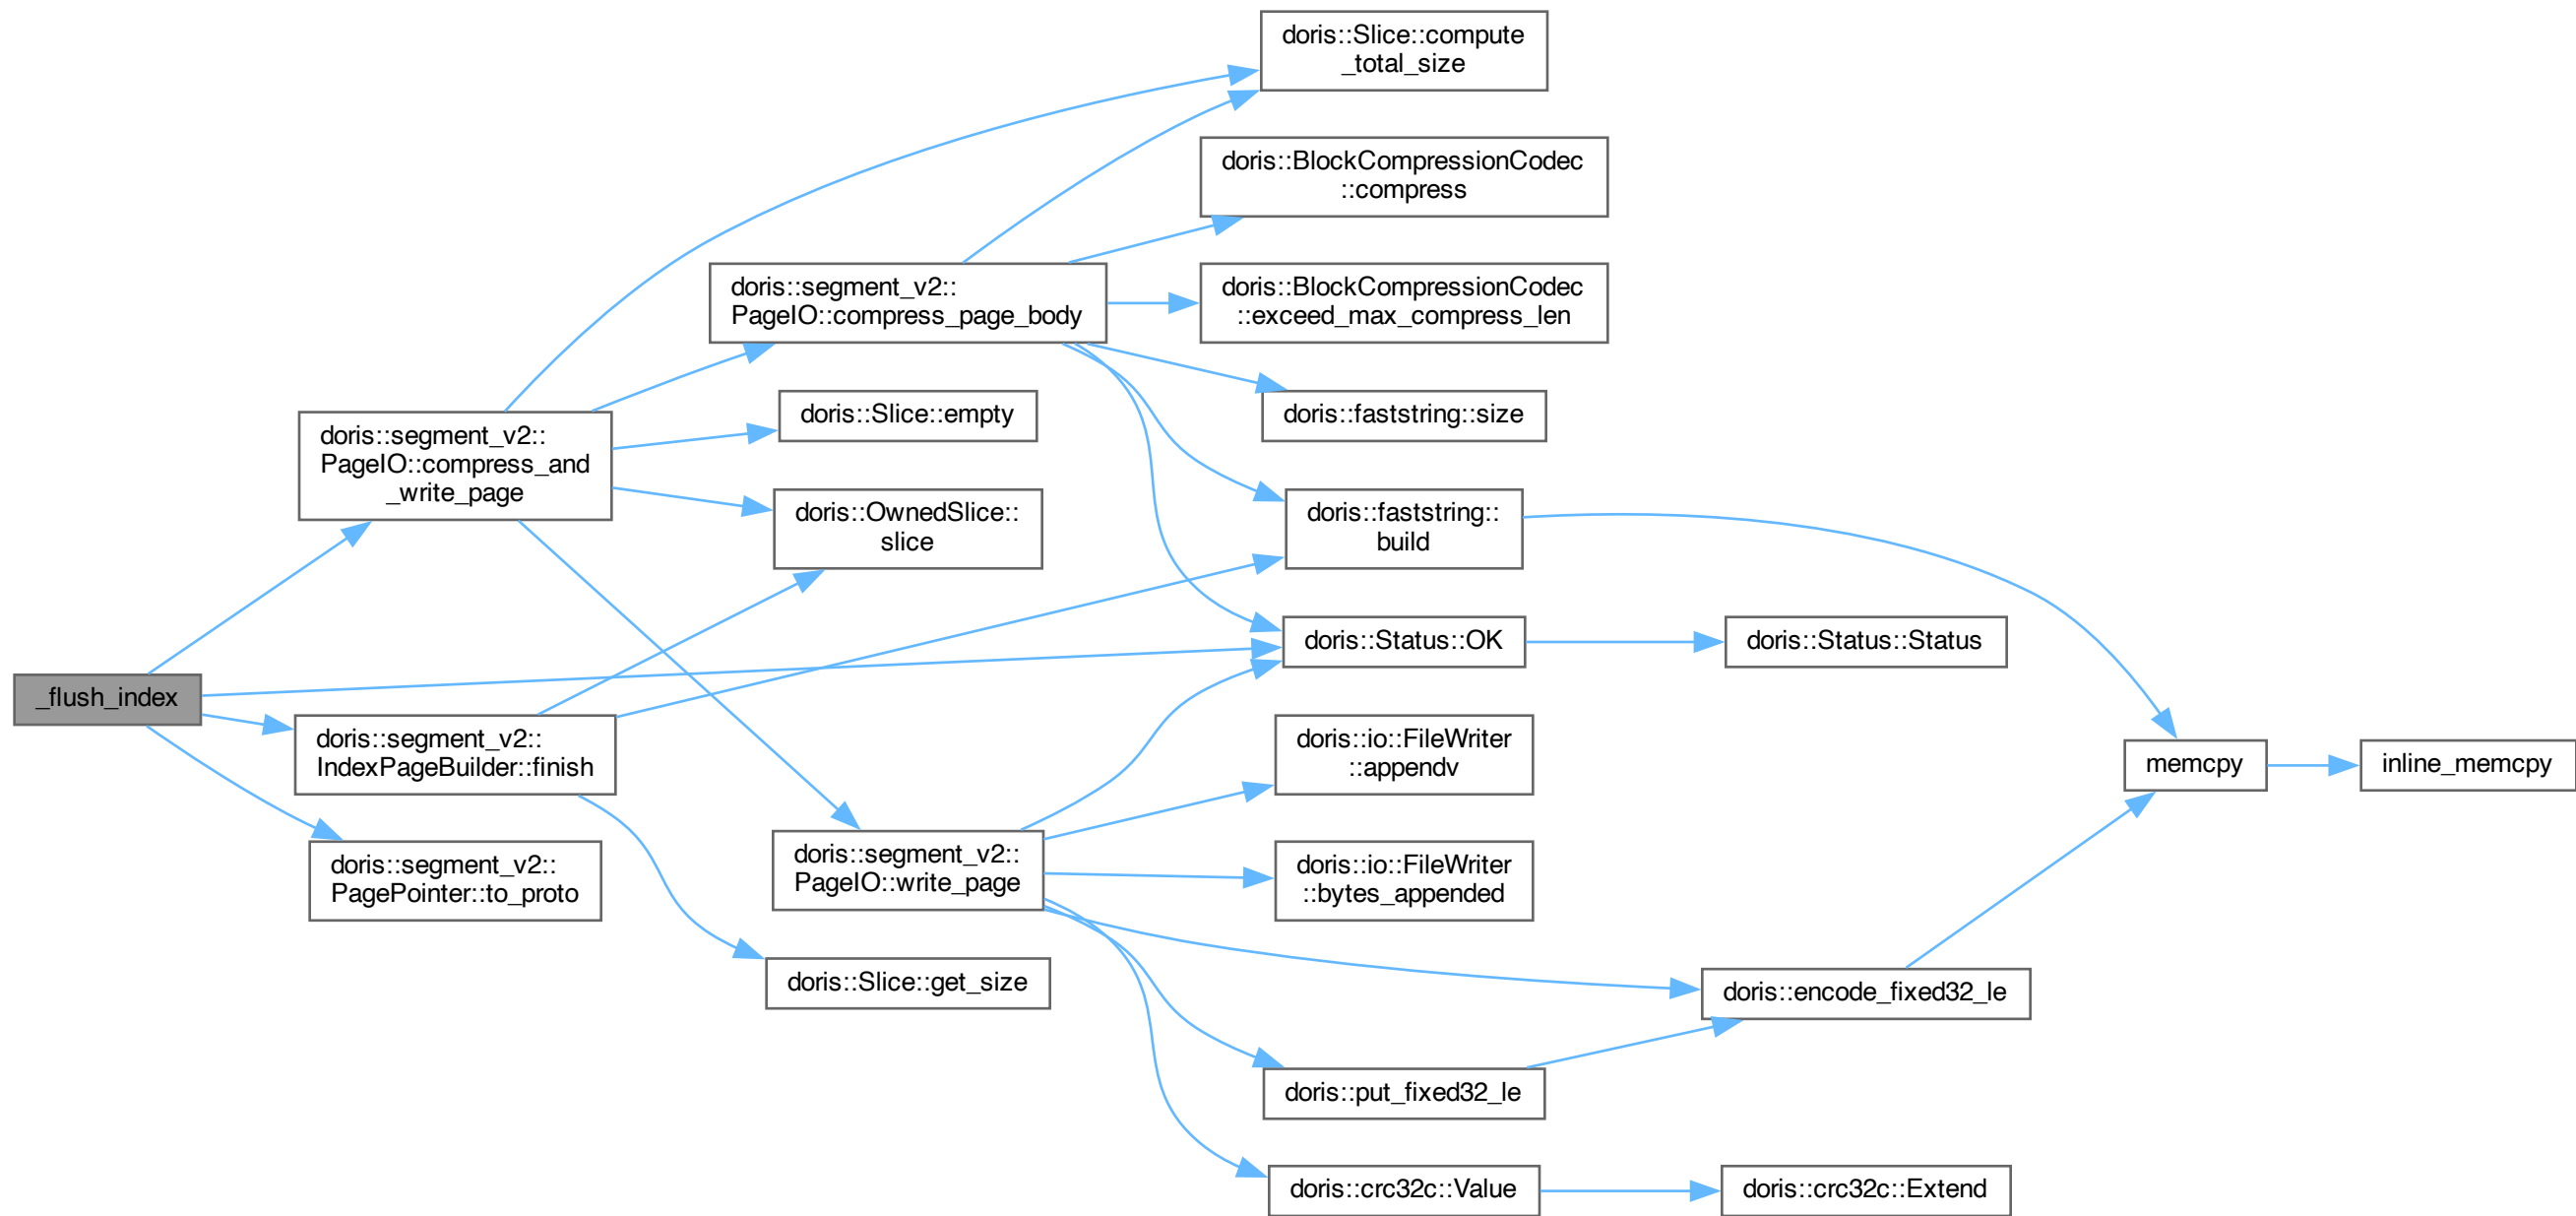 _flush_index
doris::segment_v2::
PageIO::compress_and
_write_page
doris::segment_v2::
IndexPageBuilder::finish
doris::segment_v2::
PagePointer::to_proto
doris::segment_v2::
PageIO::compress_page_body
doris::Slice::empty
doris::OwnedSlice::
slice
doris::segment_v2::
PageIO::write_page
doris::Slice::get_size
doris::Slice::compute
_total_size
doris::BlockCompressionCodec
::compress
doris::BlockCompressionCodec
::exceed_max_compress_len
doris::faststring::size
doris::faststring::
build
doris::Status::OK
doris::io::FileWriter
::appendv
doris::io::FileWriter
::bytes_appended
doris::put_fixed32_le
doris::crc32c::Value
doris::Status::Status
doris::encode_fixed32_le
doris::crc32c::Extend
memcpy
inline_memcpy